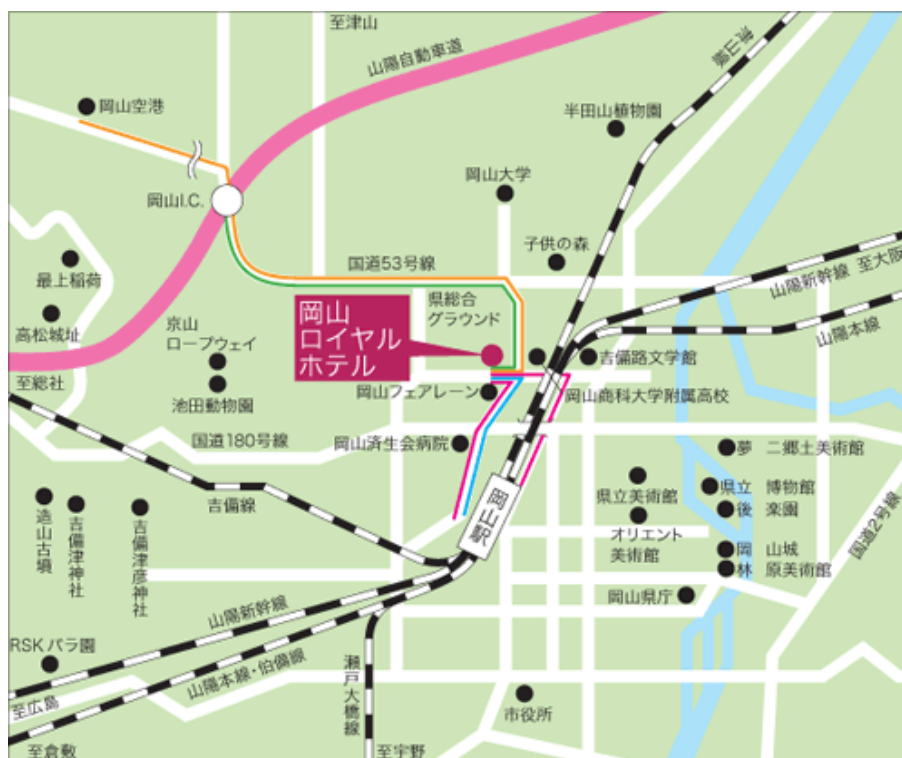 至津山
山陽自動車道
津山線
岡山空港
半田山植物園
岡山大学
岡山I.C.
子供の森
国道53号線
山陽新幹線 至大阪
最上稲荷
県総合
グラウンド
岡山
ロイヤル
ホテル
高松城址
京山
ロープウェイ
山陽本線
吉備路文学館
至総社
岡山フェアレーン
岡山商科大学附属高校
池田動物園
国道180号線
岡山済生会病院
夢 二郷土美術館
県立美術館
県立 博物館
吉備線
岡山駅
後 楽園
国道2号線
造山古墳
吉備津神社
吉備津彦神社
オリエント
美術館
岡 山城
林 原美術館
岡山県庁
山陽新幹線
RSKバラ園
山陽本線・伯備線
瀬戸大橋線
至広島
市役所
至倉敷
至宇野